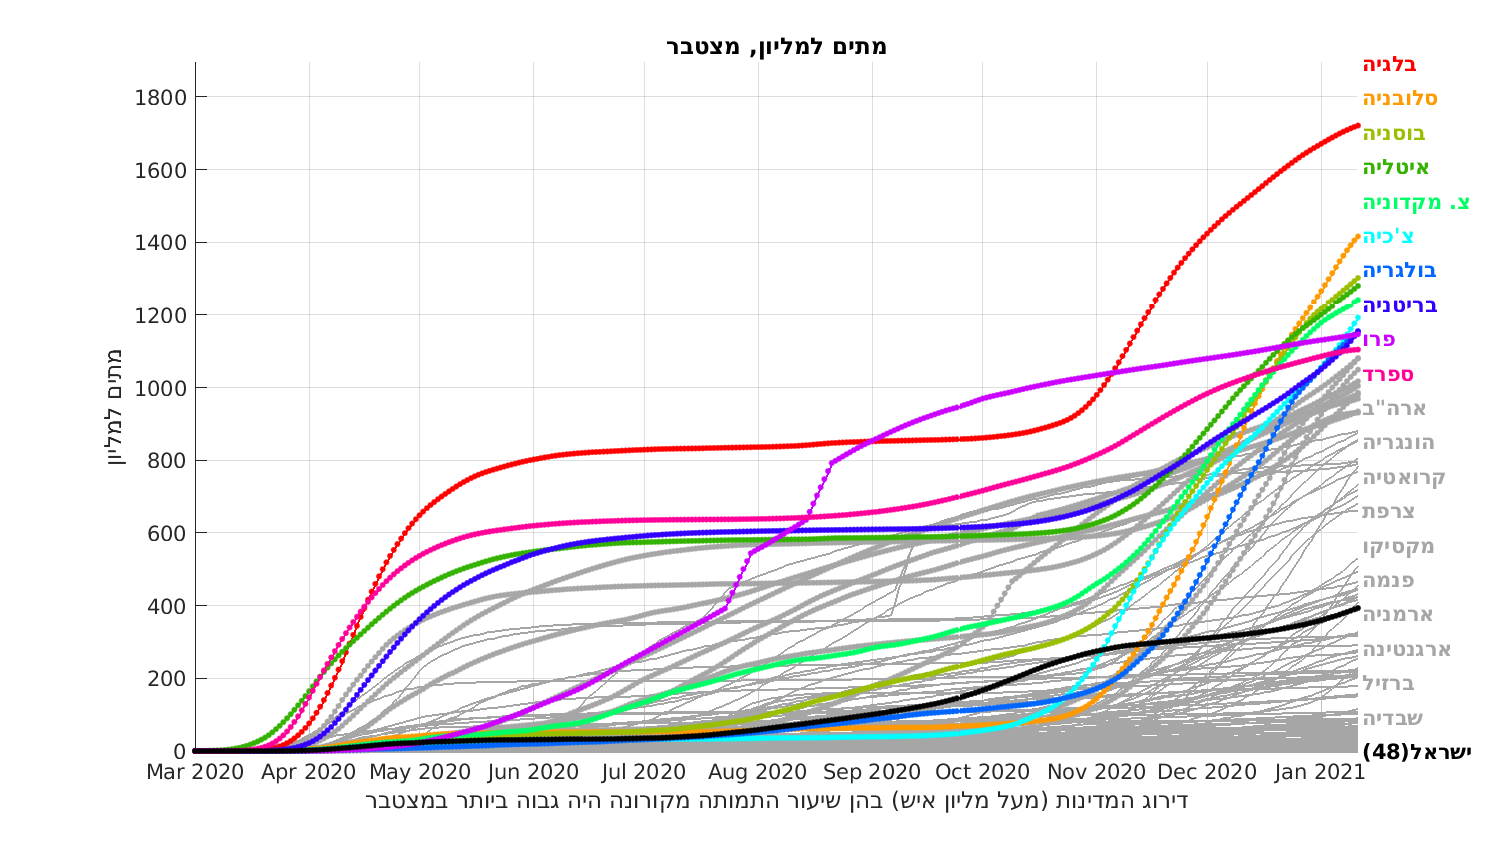 מתים למליון, מצטבר
מתים למליון
1800
1600
1400
1200
1000
800
600
400
200
0
Mar 2020 Apr 2020 May 2020 Jun 2020 Jul 2020 Aug 2020 Sep 2020 Oct 2020 Nov 2020 Dec 2020 Jan 2021
דירוג המדינות (מעל מליון איש) בהן שיעור התמותה מקורונה היה גבוה ביותר במצטבר
בלגיה
סלובניה
בוסניה
איטליה
צ. מקדוניה
צ'כיה
בולגריה
בריטניה
פרו
ספרד
ארה"ב
הונגריה
קרואטיה
צרפת
מקסיקו
פנמה
ארמניה
ארגנטינה
ברזיל
שבדיה
ישראל(48)